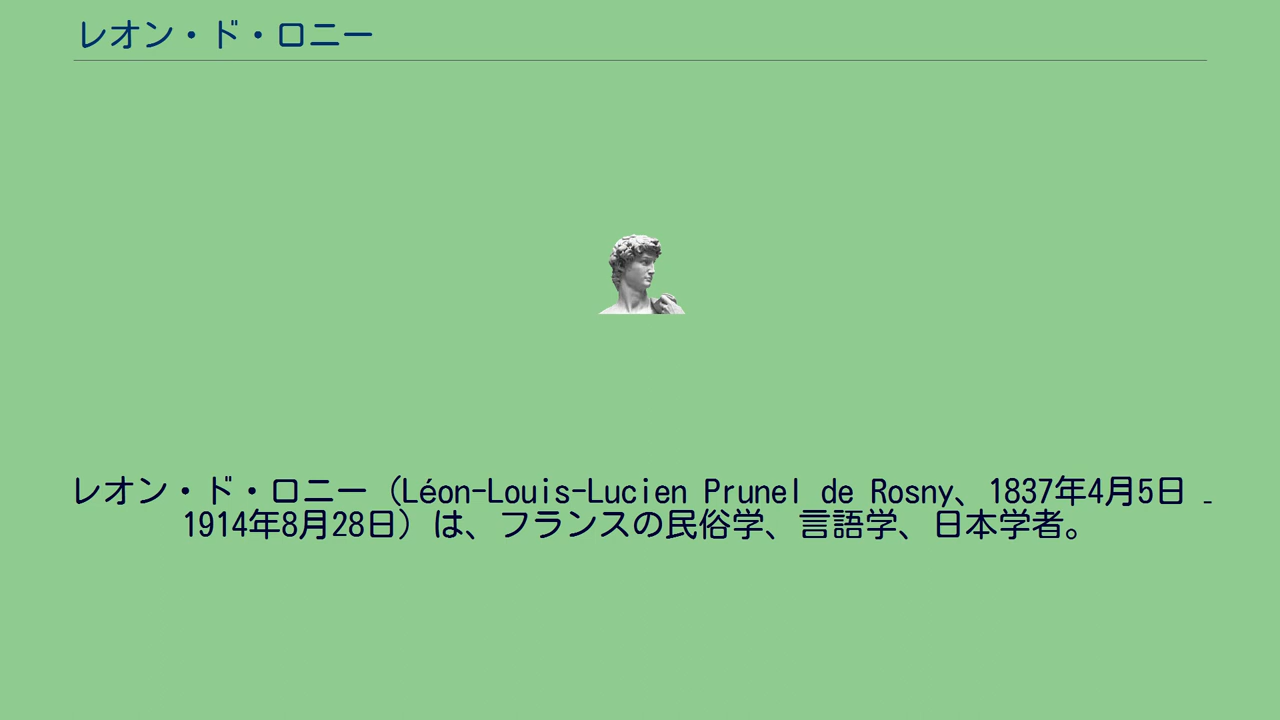 レオン・ド・ロニー
レオン・ド・ロニー（Léon-Louis-Lucien Prunel de Rosny、1837年4月5日 -
1914年8月28日）は、フランスの民俗学、言語学、日本学者。